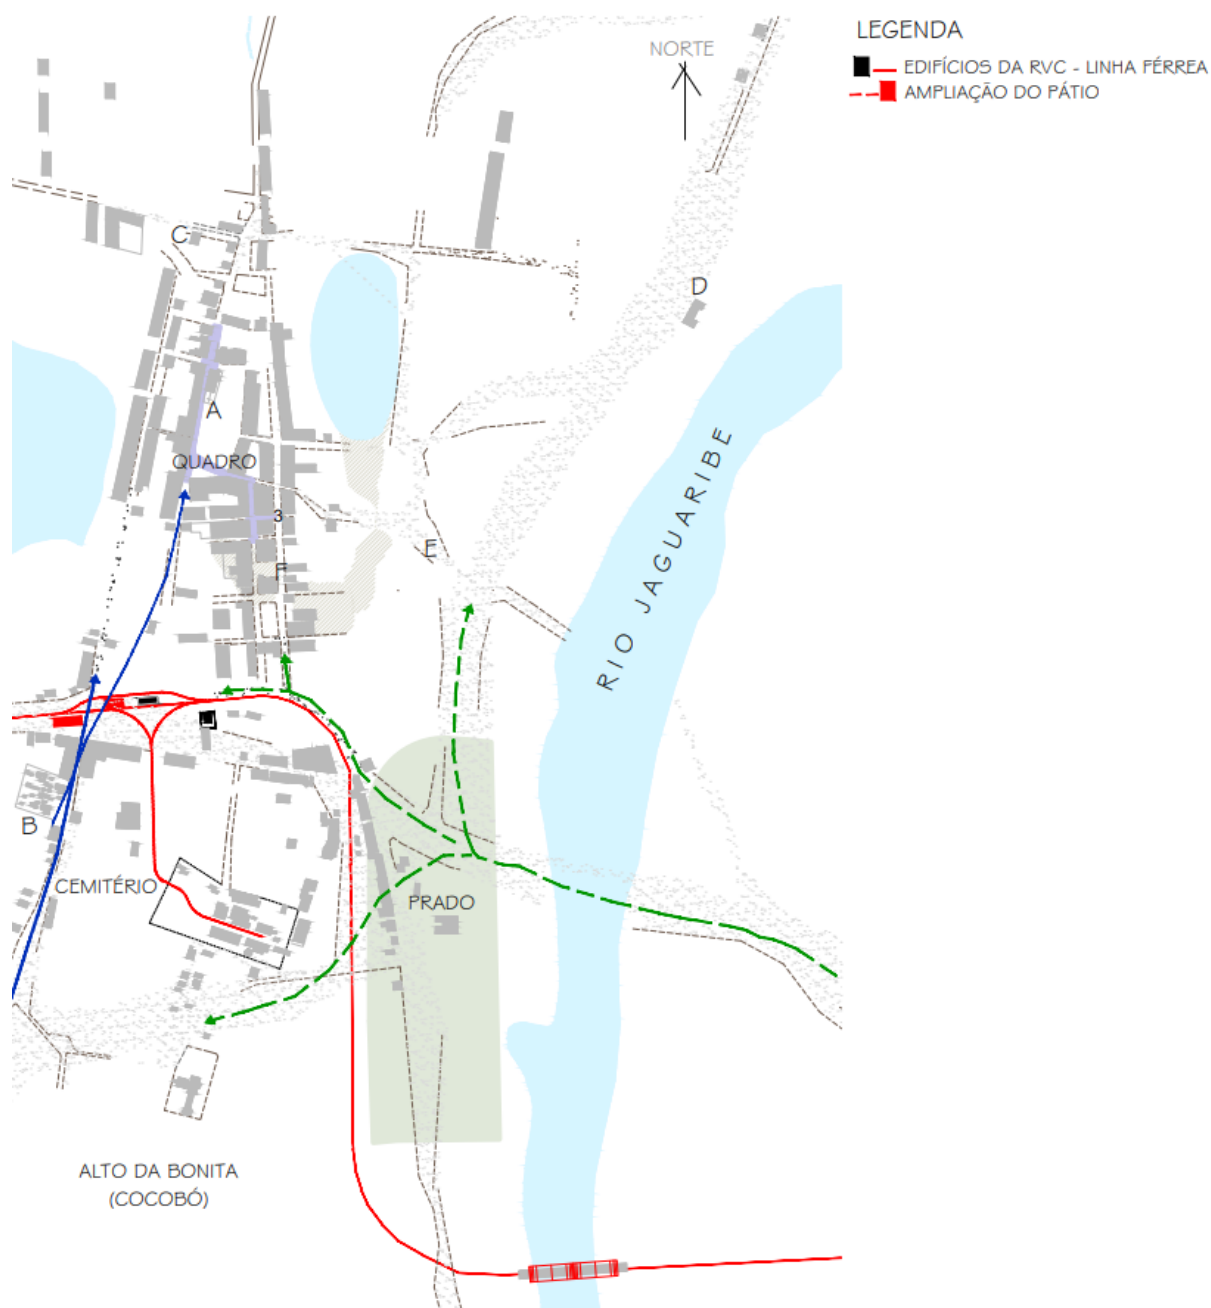 LEGENDA
NORTE
EDIFÍCIOS DA RVC - LINHA FÉRREA
AMPLIAÇÃO DO PÁTIO
C
D
A
QUADRO
3
E
F
RIO JAGUARIBE
B
CEMITÉRIO
PRADO
ALTO DA BONITA
(COCOBÓ)